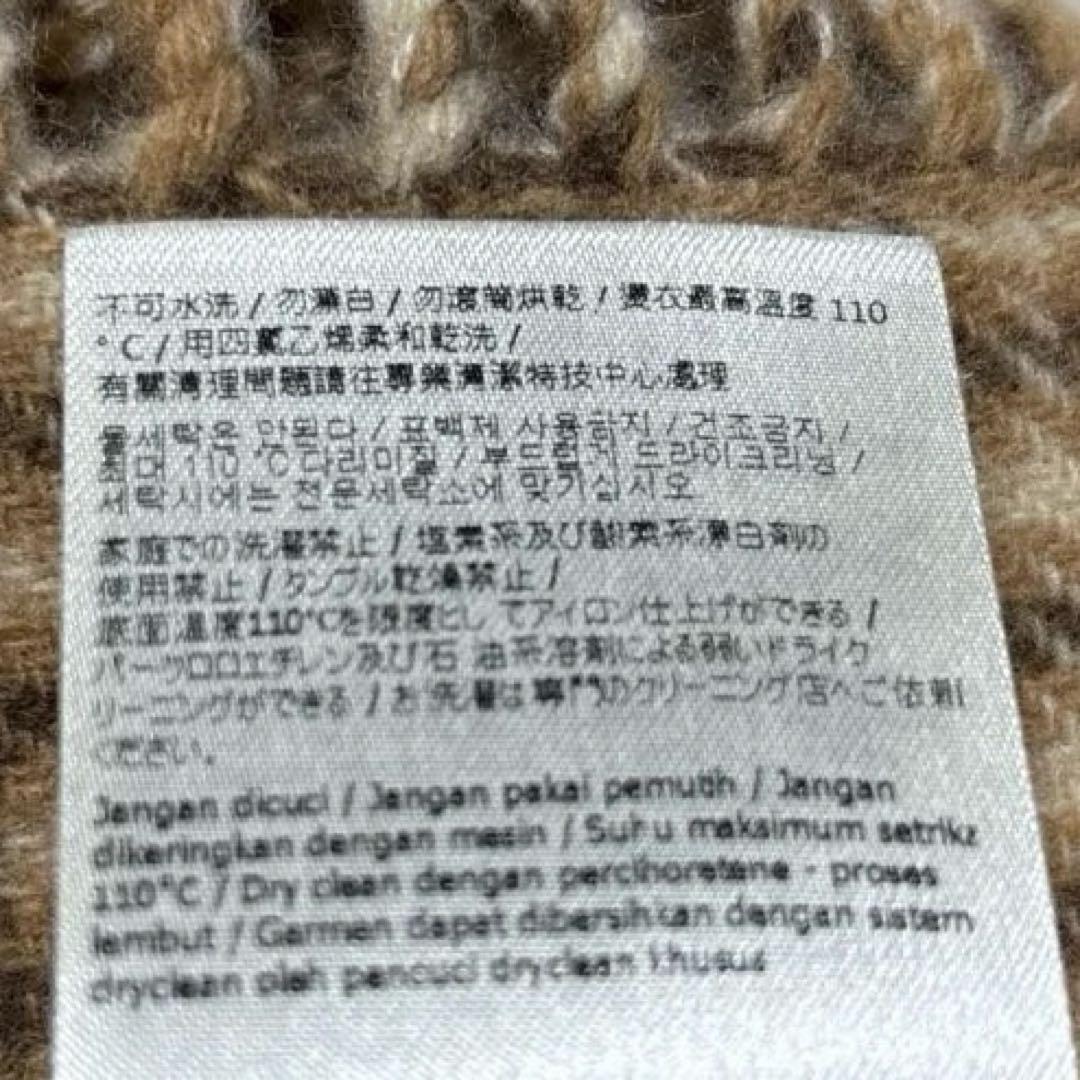 不可水洗 / 勿漂白 / 勿滾筒烘乾 / 燙衣最高溫度 110
°C / 用四氯乙烯柔和乾洗 /
有關清理問題請往專業清潔特技中心處理
물세탁은 안된다 / 표백제 사용금지 / 건조금지 /
최대 110 °C 다리미질 / 부드럽게 드라이크리닝 /
세탁시에는 전문세탁소에 맞기십시오
家庭での洗濯禁止 / 塩素系及び酸素系漂白剤の
使用禁止 / タンブル乾燥禁止 /
底面温度110°Cを限度としてアイロン仕上げができる /
パークロロエチレン及び石油系溶剤による弱いドライク
リーニングができる / お洗濯は専門のクリーニング店へご依頼
ください。
Jangan dicuci / Jangan pakai pemutih / Jangan
dikeringkan dengan mesin / Suhu maksimum setrika
110°C / Dry clean dengan perclhoretene - proses
lembut / Garmen dapat dibersihkan dengan sistem
dryclean oleh pencuci dryclean khusus